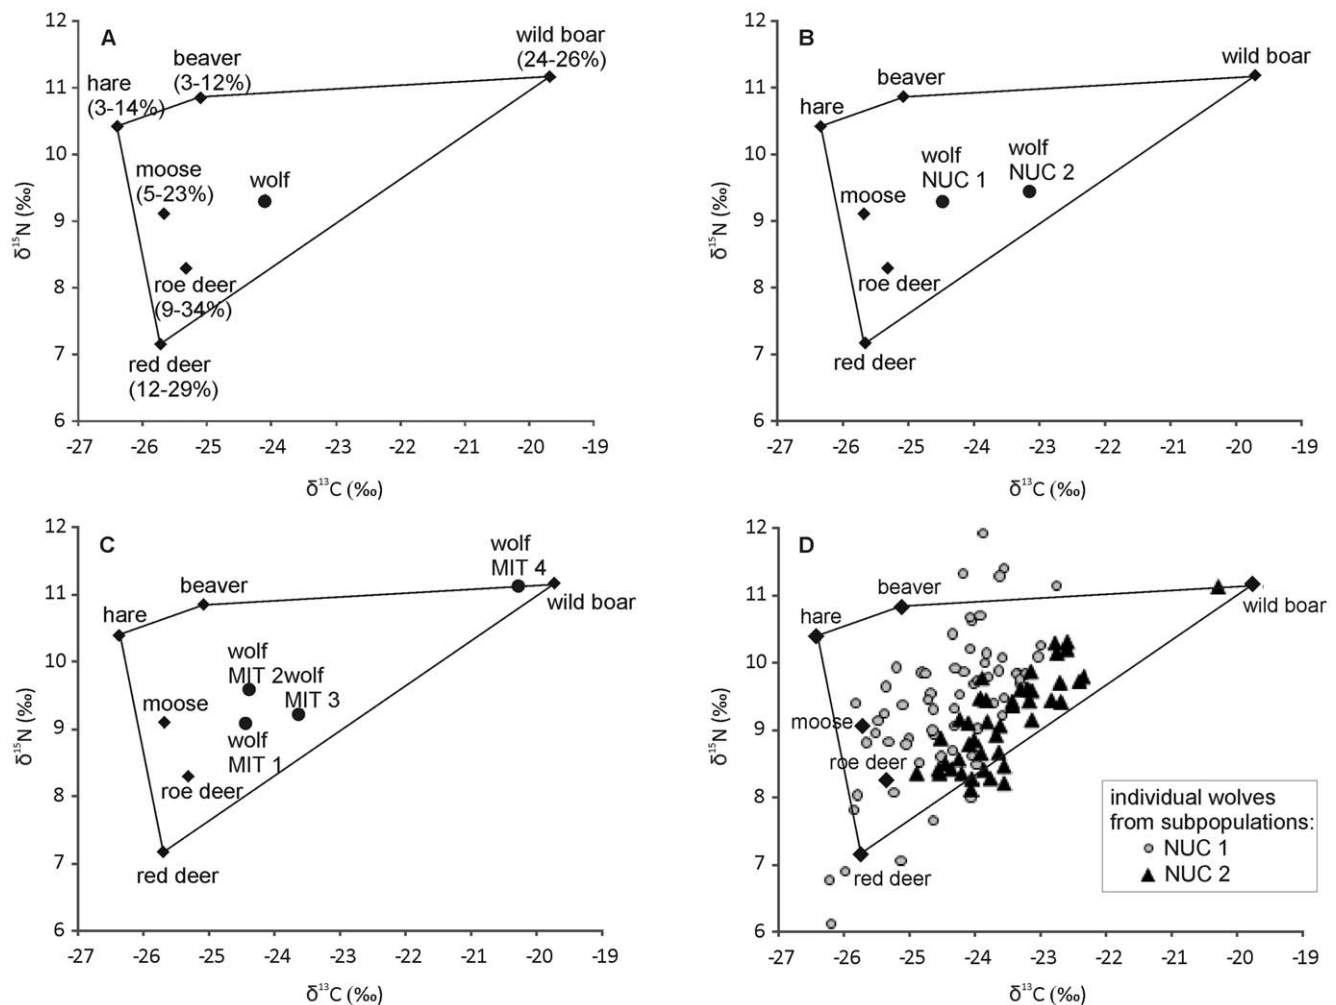 A
12
11
10
9
8
7
6
δ¹⁵N (‰)
hare
(3-14%)
beaver
(3-12%)
wild boar
(24-26%)
moose
(5-23%)
wolf
roe deer
(9-34%)
red deer
(12-29%)
-27
-26
-25
-24
-23
-22
-21
-20
-19
δ¹³C (‰)
B
12
11
10
9
8
7
6
δ¹⁵N (‰)
hare
beaver
wild boar
moose
wolf
NUC 1
wolf
NUC 2
roe deer
red deer
-27
-26
-25
-24
-23
-22
-21
-20
-19
δ¹³C (‰)
C
12
11
10
9
8
7
6
δ¹⁵N (‰)
hare
beaver
wolf
MIT 4
wild boar
wolf
MIT 2
wolf
MIT 3
moose
wolf
MIT 1
roe deer
red deer
-27
-26
-25
-24
-23
-22
-21
-20
-19
δ¹³C (‰)
D
12
11
10
9
8
7
6
δ¹⁵N (‰)
hare
beaver
wild boar
moose
roe deer
red deer
individual wolves
from subpopulations:
NUC 1
NUC 2
-27
-26
-25
-24
-23
-22
-21
-20
-19
δ¹³C (‰)